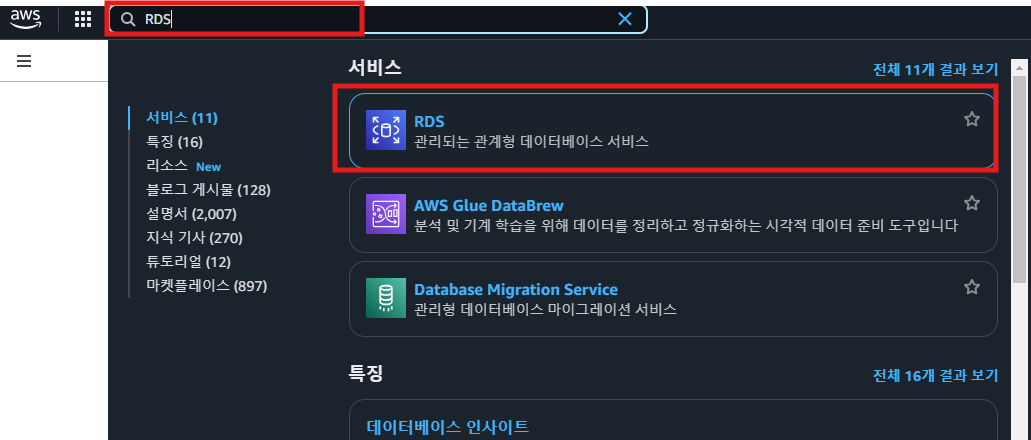 aws
RDS
서비스 (11)
특징 (16)
리소스 New
블로그 게시물 (128)
설명서 (2,007)
지식 기사 (270)
튜토리얼 (12)
마켓플레이스 (897)
서비스
전체 11개 결과 보기
RDS
관리되는 관계형 데이터베이스 서비스
AWS Glue DataBrew
분석 및 기계 학습을 위해 데이터를 정리하고 정규화하는 시각적 데이터 준비 도구입니다
Database Migration Service
관리형 데이터베이스 마이그레이션 서비스
특징
전체 16개 결과 보기
데이터베이스 인사이트